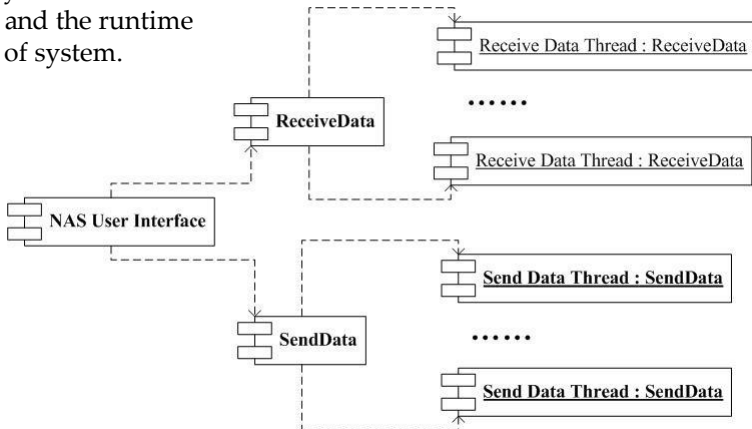 and the runtime
of system.
Receive Data Thread : ReceiveData
......
ReceiveData
Receive Data Thread : ReceiveData
NAS User Interface
Send Data Thread : SendData
......
SendData
Send Data Thread : SendData